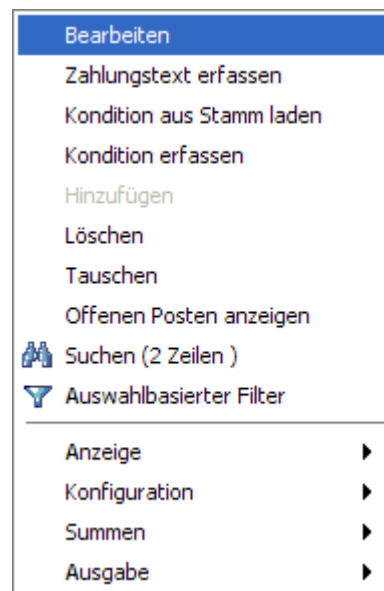 Bearbeiten
Zahlungstext erfassen
Kondition aus Stamm laden
Kondition erfassen
Hinzufügen
Löschen
Tauschen
Offenen Posten anzeigen
Suchen (2 Zeilen )
Auswahlbasierter Filter
Anzeige
Konfiguration
Summen
Ausgabe